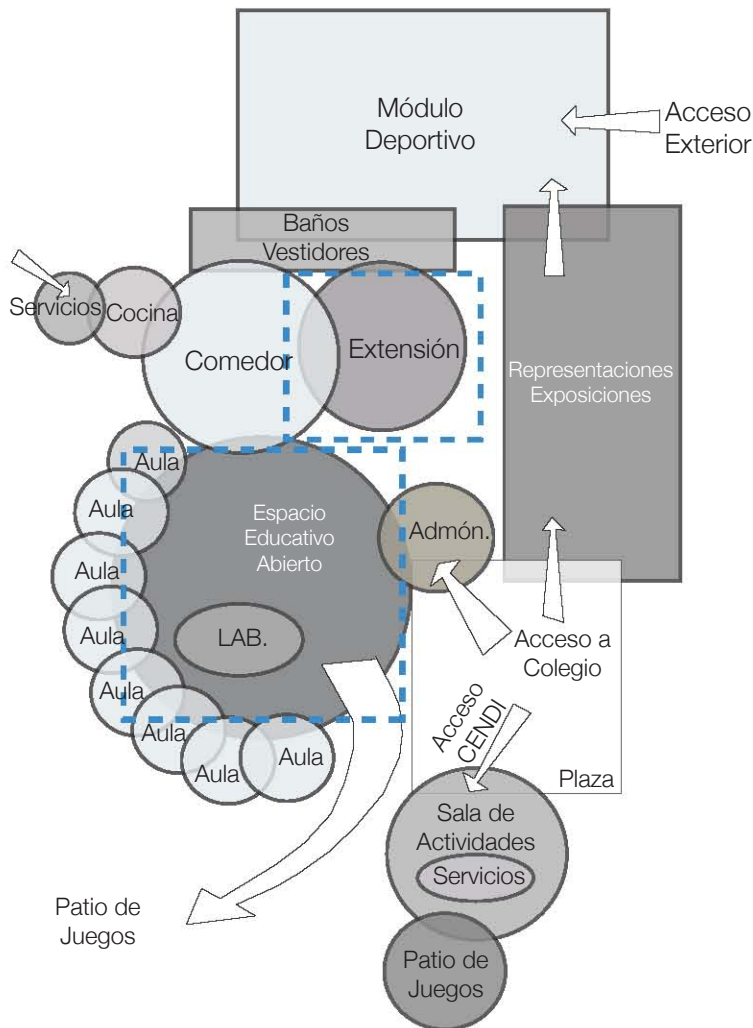 Módulo
Deportivo
Acceso
Exterior
Baños
Vestidores
Servicios
Cocina
Comedor
Extensión
Representaciones
Exposiciones
Aula
Aula
Aula
Aula
Aula
Aula
Aula
Aula
Espacio
Educativo
Abierto
Admón.
LAB.
Acceso a
Colegio
Acceso
CENDI
Plaza
Sala de
Actividades
Servicios
Patio de
Juegos
Patio de
Juegos